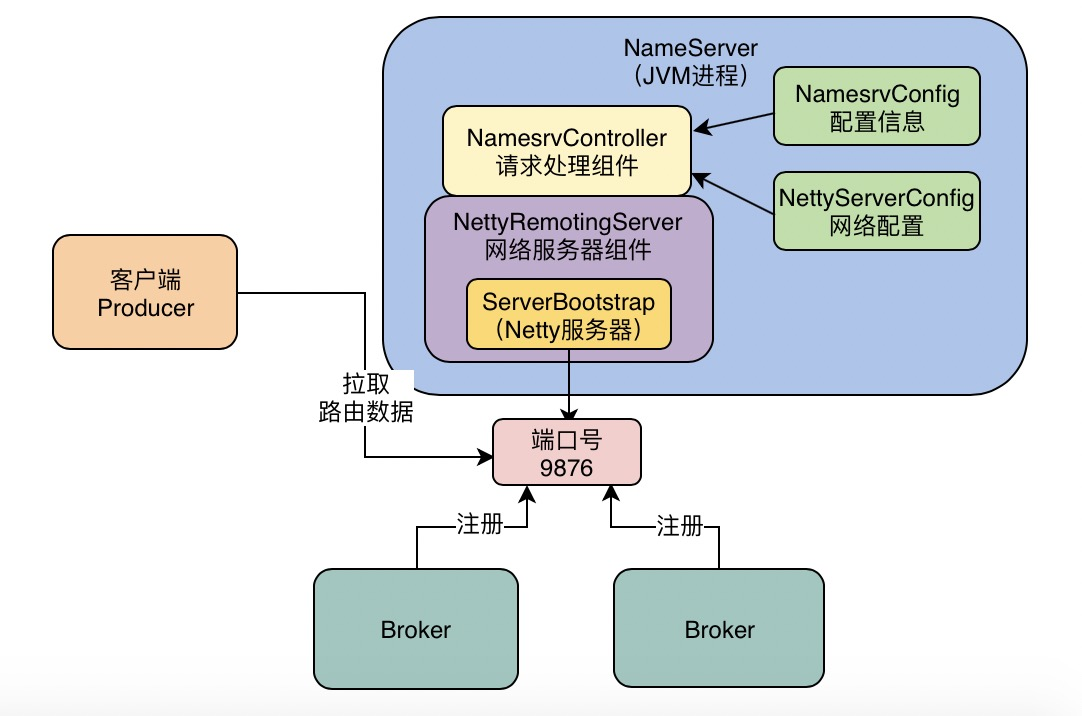 NameServer
（JVM进程）
NamesrvConfig
配置信息
NamesrvController
请求处理组件
NettyServerConfig
网络配置
NettyRemotingServer
网络服务器组件
ServerBootstrap
（Netty服务器）
客户端
Producer
拉取
路由数据
端口号
9876
注册
注册
Broker
Broker